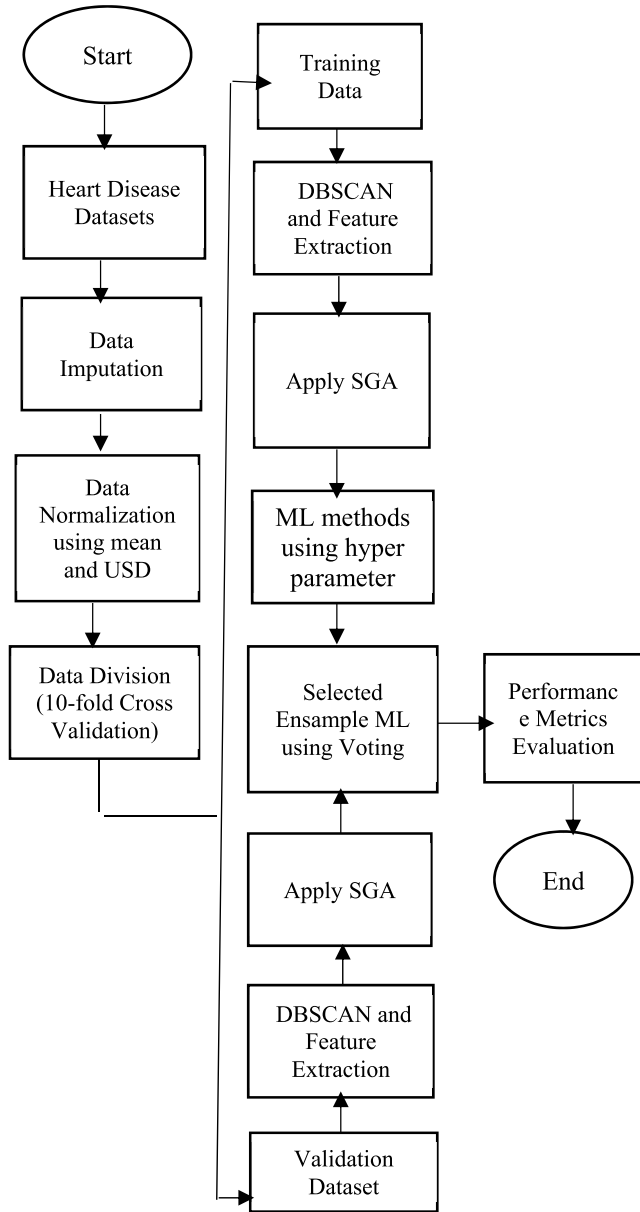 Start
Heart Disease
Datasets
Data
Imputation
Data
Normalization
using mean
and USD
Data Division
(10-fold Cross
Validation)
Training
Data
DBSCAN
and Feature
Extraction
Apply SGA
ML methods
using hyper
parameter
Selected
Ensample ML
using Voting
Performanc
e Metrics
Evaluation
End
Apply SGA
DBSCAN and
Feature
Extraction
Validation
Dataset